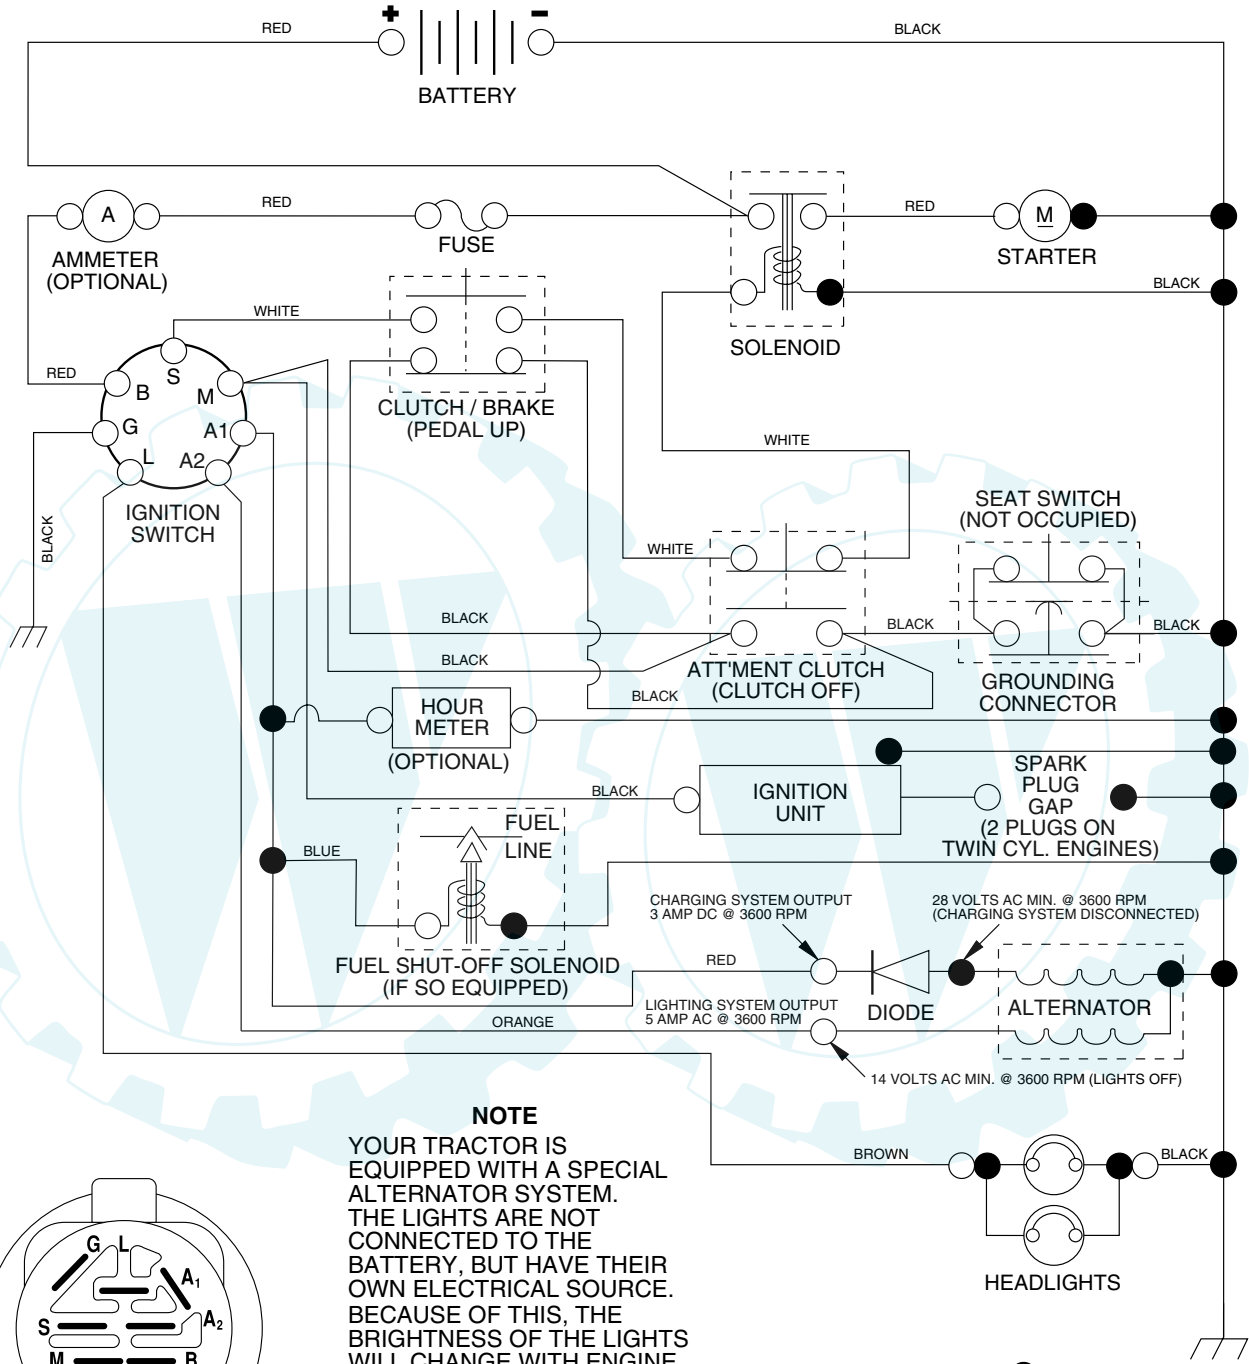 + −
RED
BLACK
BATTERY
A
RED
FUSE
RED
M
STARTER
AMMETER
(OPTIONAL)
BLACK
WHITE
SOLENOID
RED
S
B
M
G
A1
L
A2
CLUTCH / BRAKE
(PEDAL UP)
WHITE
IGNITION
SWITCH
BLACK
SEAT SWITCH
(NOT OCCUPIED)
WHITE
BLACK
BLACK
BLACK
BLACK
ATT'MENT CLUTCH
(CLUTCH OFF)
GROUNDING
CONNECTOR
BLACK
HOUR
METER
(OPTIONAL)
BLACK
IGNITION
UNIT
SPARK
PLUG
GAP
(2 PLUGS ON
TWIN CYL. ENGINES)
FUEL
LINE
BLUE
CHARGING SYSTEM OUTPUT
3 AMP DC @ 3600 RPM
28 VOLTS AC MIN. @ 3600 RPM
(CHARGING SYSTEM DISCONNECTED)
FUEL SHUT-OFF SOLENOID
(IF SO EQUIPPED)
RED
LIGHTING SYSTEM OUTPUT
5 AMP AC @ 3600 RPM
DIODE
ALTERNATOR
ORANGE
14 VOLTS AC MIN. @ 3600 RPM (LIGHTS OFF)
NOTE
YOUR TRACTOR IS
EQUIPPED WITH A SPECIAL
ALTERNATOR SYSTEM.
THE LIGHTS ARE NOT
CONNECTED TO THE
BATTERY, BUT HAVE THEIR
OWN ELECTRICAL SOURCE.
BECAUSE OF THIS, THE
BRIGHTNESS OF THE LIGHTS
WILL CHANGE WITH ENGINE
BROWN
BLACK
HEADLIGHTS
G L
A1
S
A2
M
B